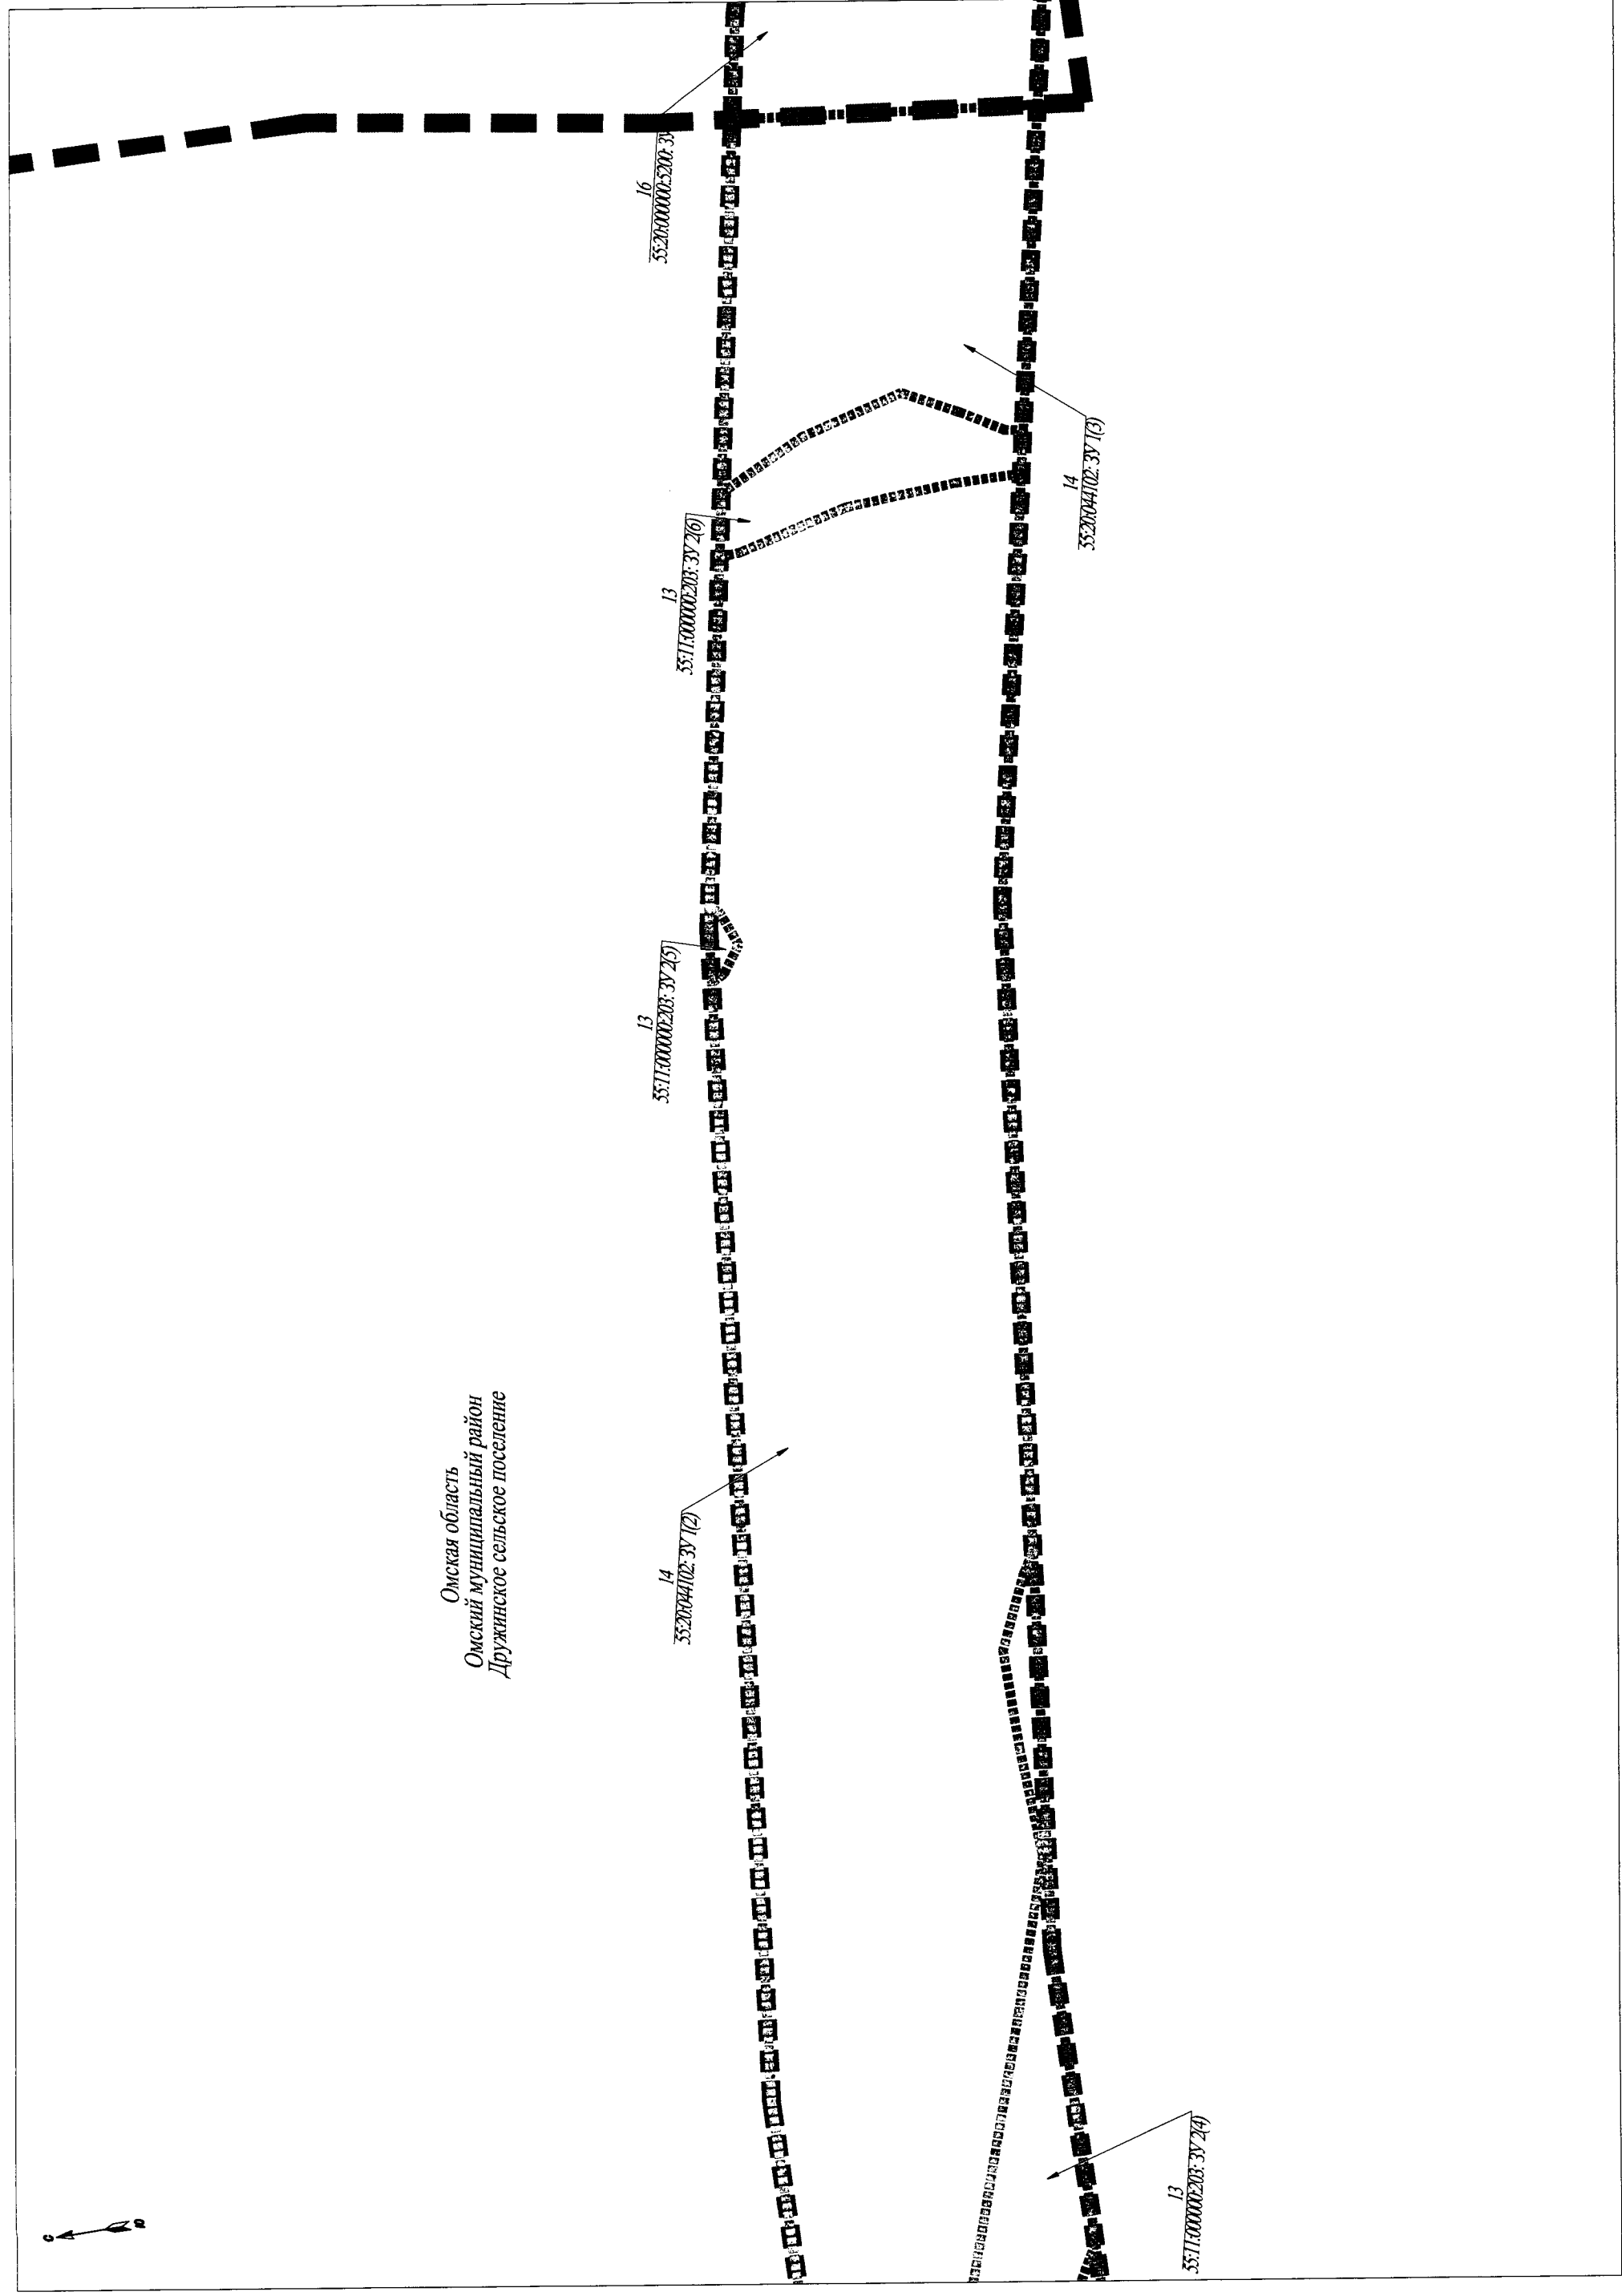 С
Ю
Омская область
Омский муниципальный район
Дружинское сельское поселение
13
55:11:000000:203: ЗУ 2(4)
14
55:20:044102: ЗУ 1(2)
13
55:11:000000:203: ЗУ 2(5)
13
55:11:000000:203: ЗУ 2(6)
14
55:20:044102: ЗУ 1(3)
16
55:20:000000:5200: ЗУ